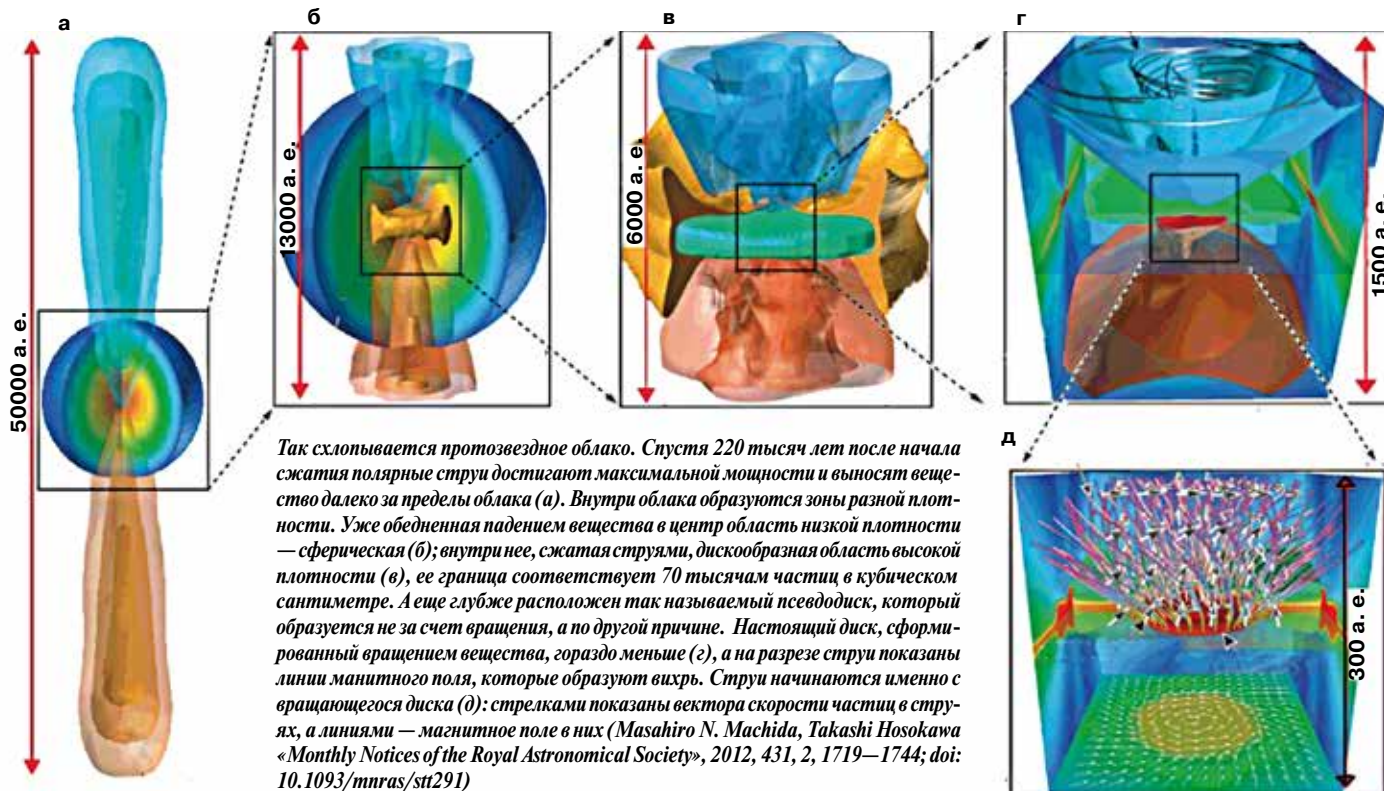 а
б
в
г
50000 а. е.
13000 а. е.
6000 а. е.
1500 а. е.
д
300 а. е.
Так схлопывается протозвездное облако. Спустя 220 тысяч лет после начала
сжатия полярные струи достигают максимальной мощности и выносят веще-
ство далеко за пределы облака (а). Внутри облака образуются зоны разной плот-
ности. Уже обедненная падением вещества в центр область низкой плотности
— сферическая (б); внутри нее, сжатая струями, дискообразная область высокой
плотности (в), ее граница соответствует 70 тысячам частиц в кубическом
сантиметре. А еще глубже расположен так называемый псевдодиск, который
образуется не за счет вращения, а по другой причине. Настоящий диск, сформи-
рованный вращением вещества, гораздо меньше (г), а на разрезе струи показаны
линии манитного поля, которые образуют вихрь. Струи начинаются именно с
вращающегося диска (д): стрелками показаны вектора скорости частиц в стру-
ях, а линиями — магнитное поле в них (Masahiro N. Machida, Takashi Hosokawa
«Monthly Notices of the Royal Astronomical Society», 2012, 431, 2, 1719—1744; doi:
10.1093/mnras/stt291)